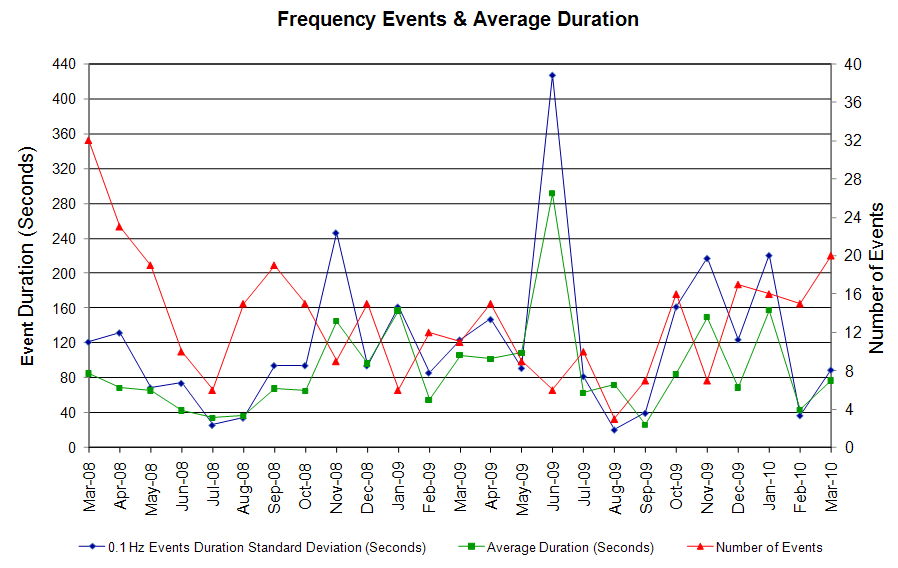 Frequency Events & Average Duration
440
400
360
320
280
240
200
160
120
80
40
0
Event Duration (Seconds)
40
36
32
28
24
20
16
12
8
4
0
Number of Events
Mar-08
Apr-08
May-08
Jun-08
Jul-08
Aug-08
Sep-08
Oct-08
Nov-08
Dec-08
Jan-09
Feb-09
Mar-09
Apr-09
May-09
Jun-09
Jul-09
Aug-09
Sep-09
Oct-09
Nov-09
Dec-09
Jan-10
Feb-10
Mar-10
0.1 Hz Events Duration Standard Deviation (Seconds)
Average Duration (Seconds)
Number of Events